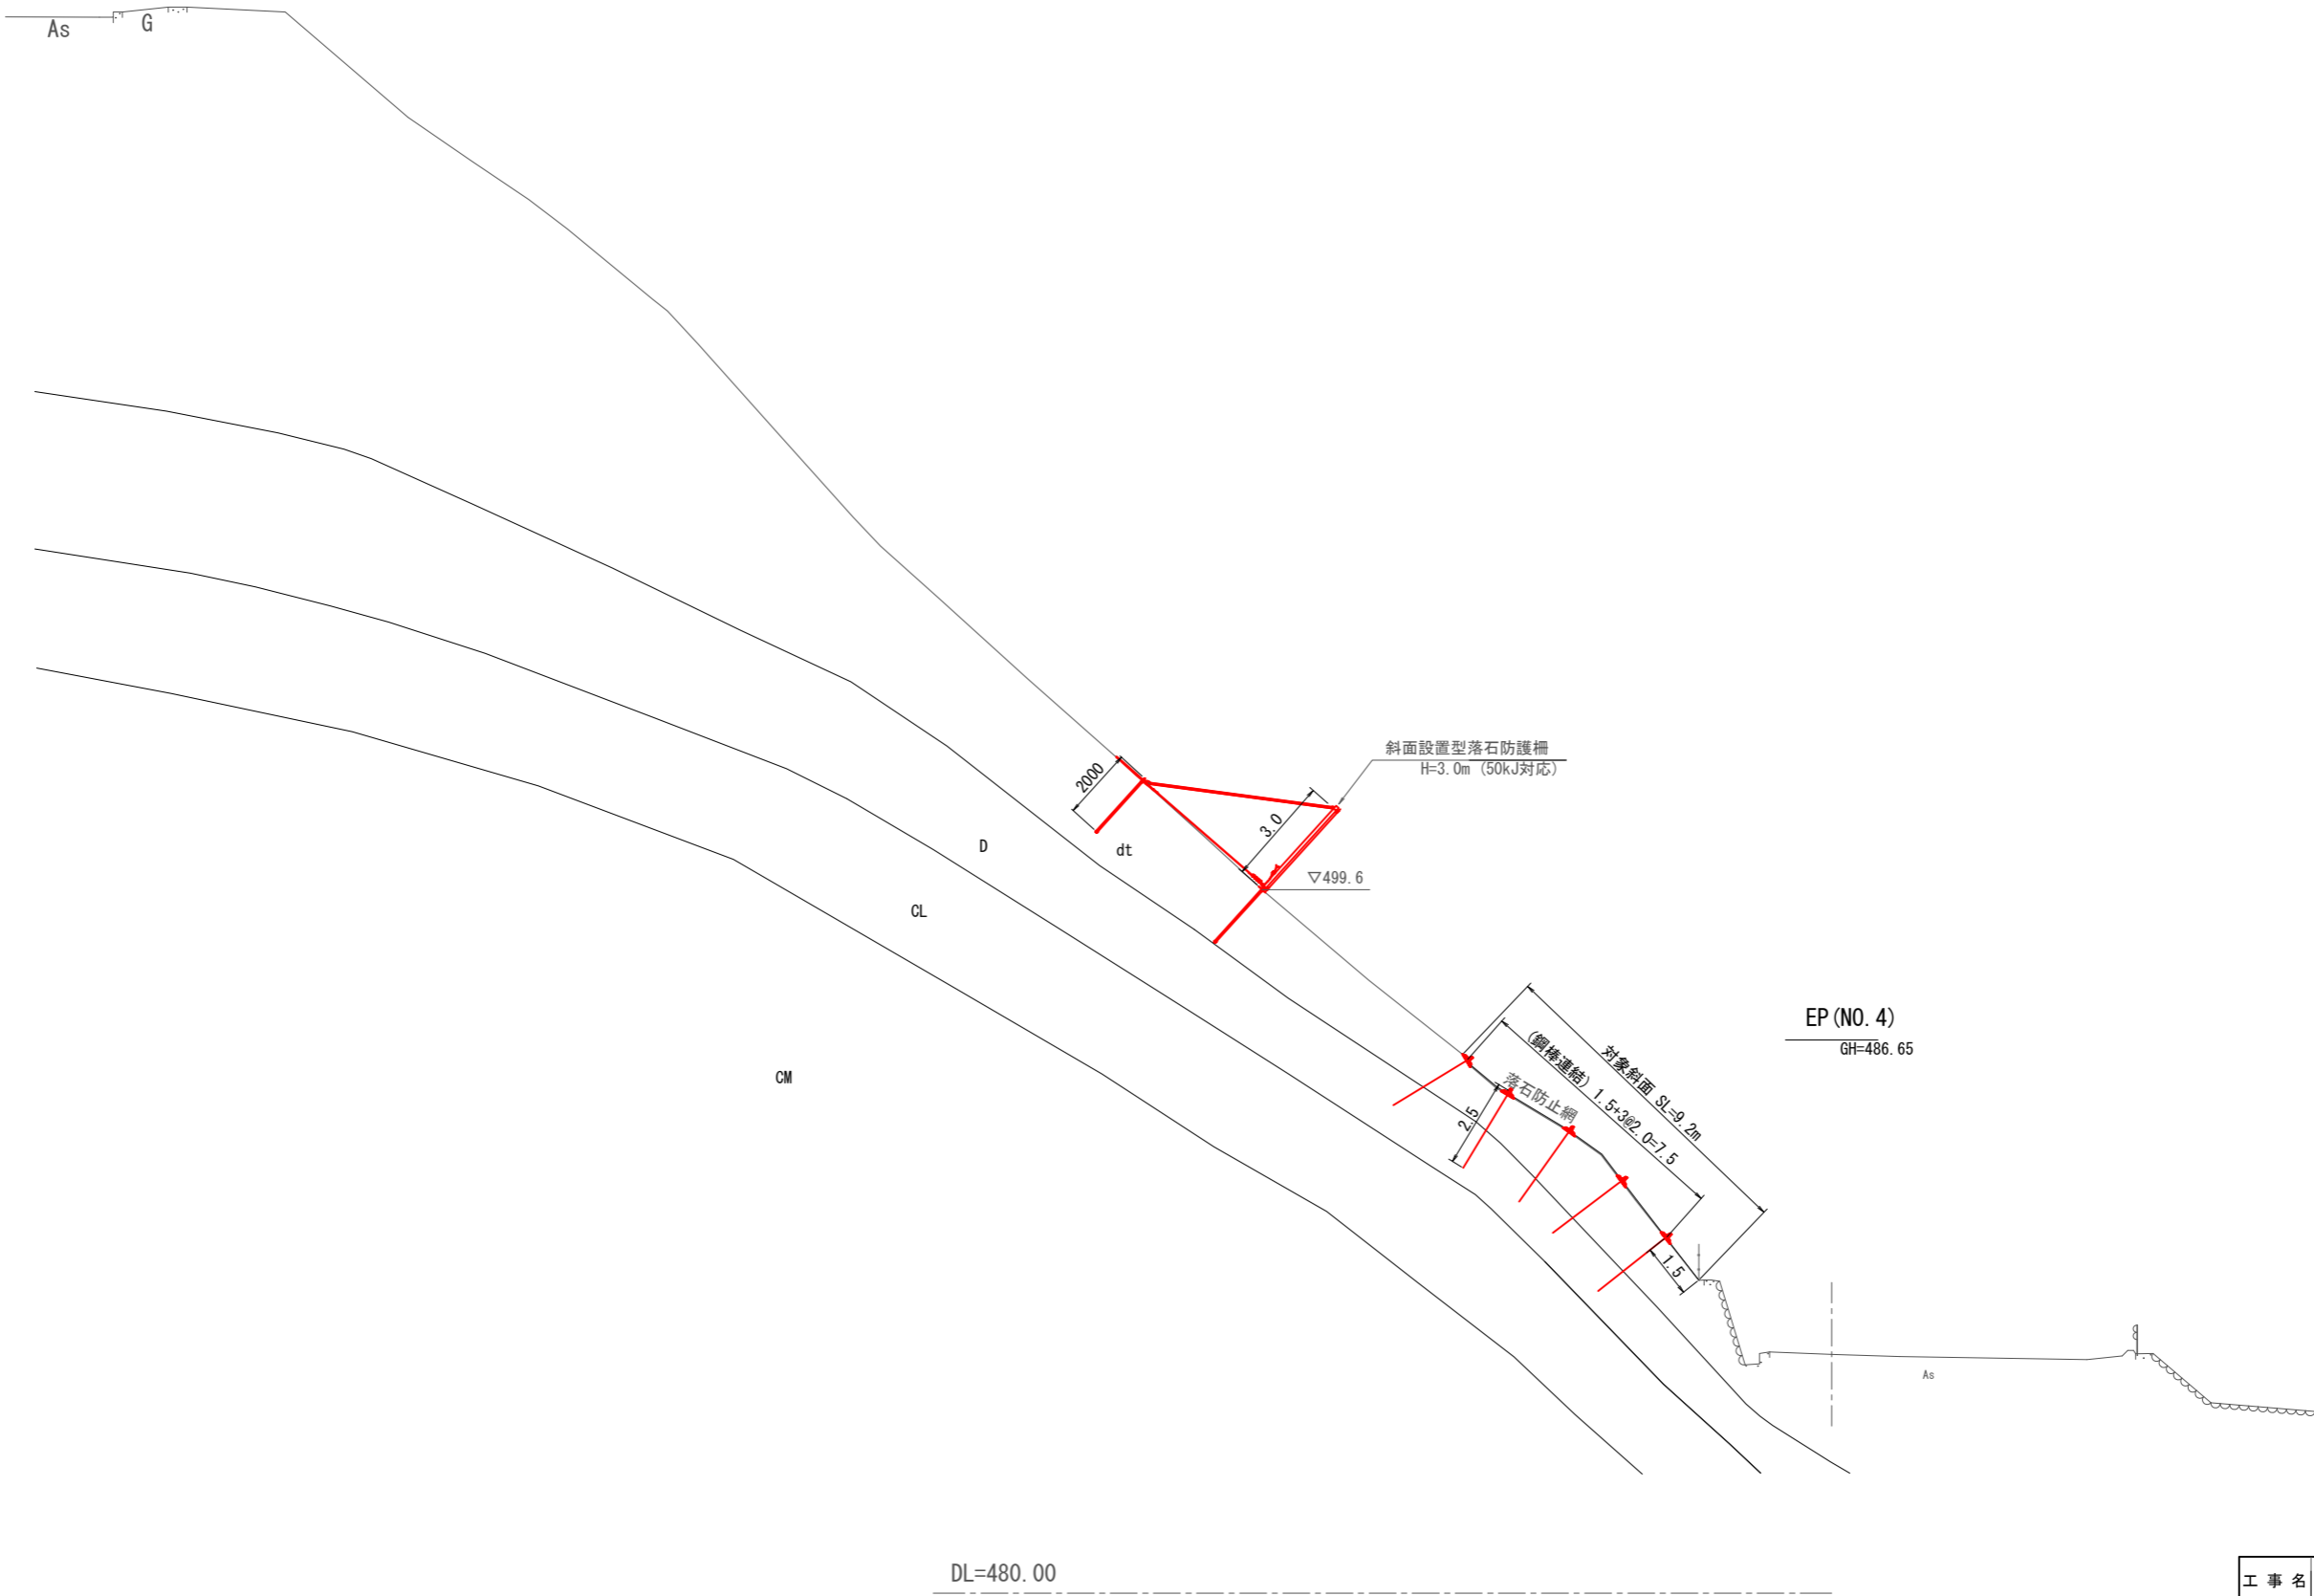 As
G
斜面設置型落石防護柵
H=3.0m (50kJ対応)
2000
3.0
D
dt
▽499.6
CL
EP(NO.4)
GH=486.65
CM
対象斜面 SL=9.2m
(鋼棒連結) 1.5+3@2.0=7.5
落石防止網
2.5
1.5
As
DL=480.00
工事名